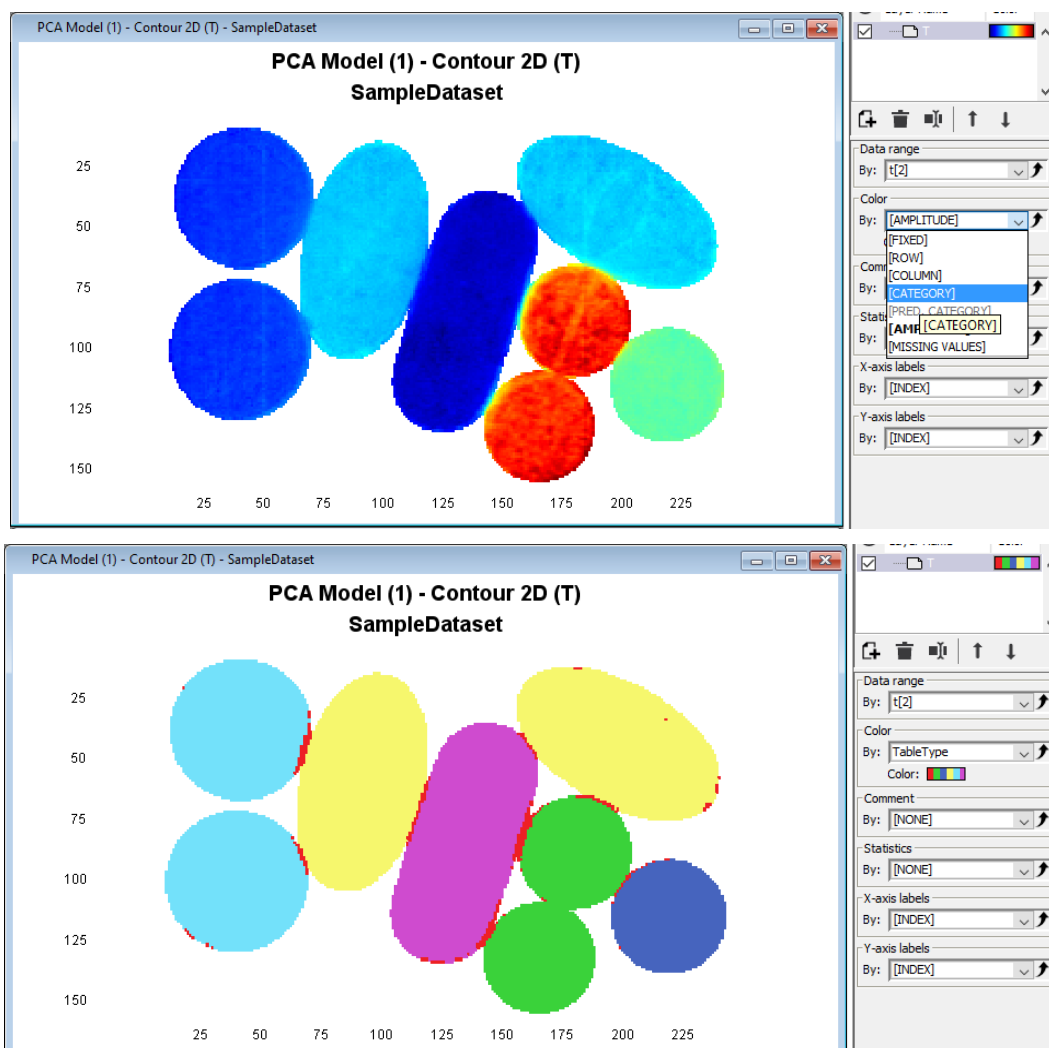 PCA Model (1) - Contour 2D (T) - SampleDataset
PCA Model (1) - Contour 2D (T)
SampleDataset
25
50
75
100
125
150
25 50 75 100 125 150 175 200 225
T
Data range
By: t[2]
Color
By: [AMPLITUDE]
[FIXED]
[ROW]
[COLUMN]
[CATEGORY]
[PRED. CATEGORY]
[AMP
[CATEGORY]
[MISSING VALUES]
Com
By:
Stati
By:
X-axis labels
By: [INDEX]
Y-axis labels
By: [INDEX]
PCA Model (1) - Contour 2D (T) - SampleDataset
PCA Model (1) - Contour 2D (T)
SampleDataset
25
50
75
100
125
150
25 50 75 100 125 150 175 200 225
T
Data range
By: t[2]
Color
By: TableType
Color:
Comment
By: [NONE]
Statistics
By: [NONE]
X-axis labels
By: [INDEX]
Y-axis labels
By: [INDEX]